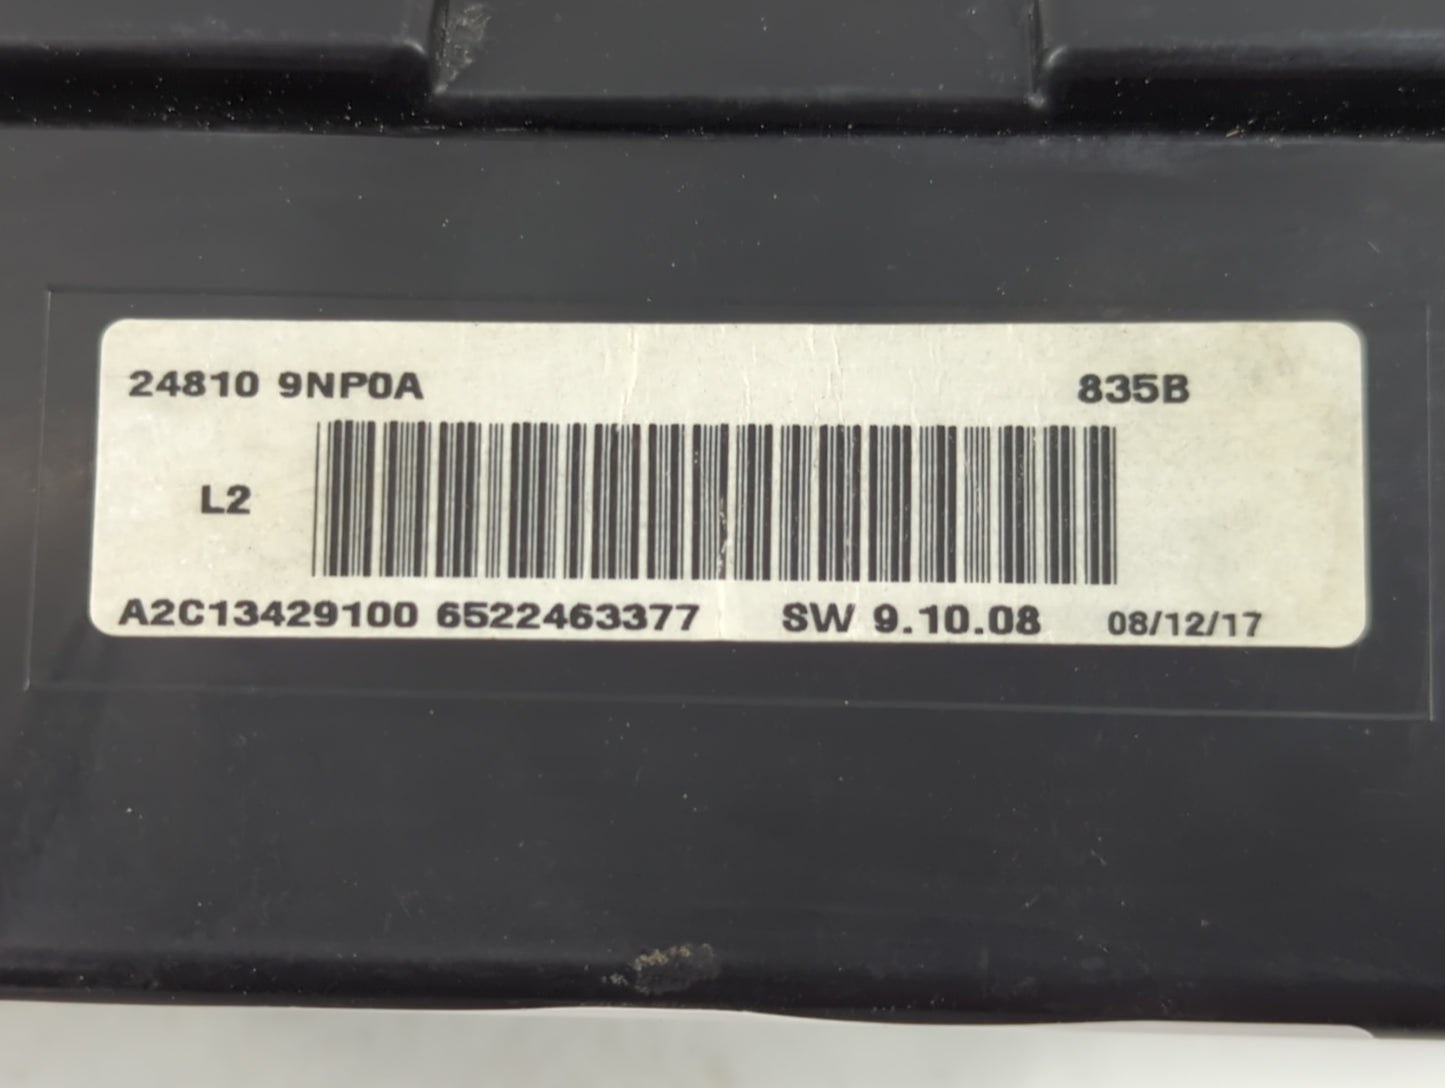 24810 9NP0A 835B
L2
A2C13429100 6522463377 SW 9.10.08 08/12/17